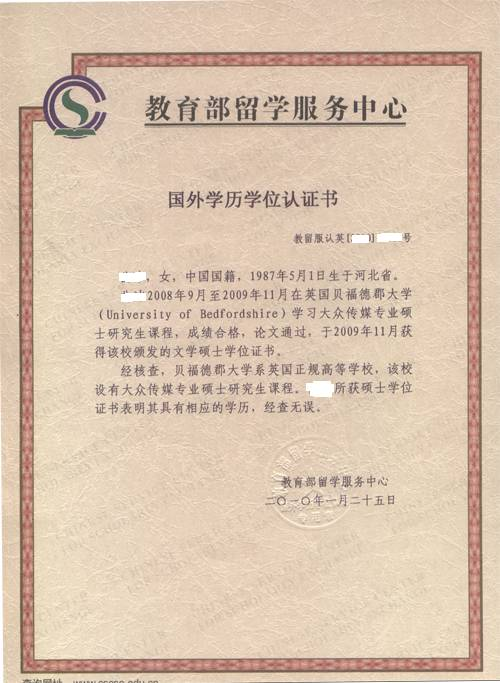 教育部留学服务中心
国外学历学位认证书
教留服认英[ ] 号
，女，中国国籍，1987年5月1日生于河北省。
2008年9月至2009年11月在英国贝福德郡大学
（University of Bedfordshire）学习大众传媒专业硕
士研究生课程，成绩合格，论文通过，于2009年11月获
得该校颁发的文学硕士学位证书。
经核查，贝福德郡大学系英国正规高等学校，该校
设有大众传媒专业硕士研究生课程。 所获硕士学位
证书表明其具有相应的学历，经查无误。
教育部留学服务中心
二〇一〇年一月二十五日